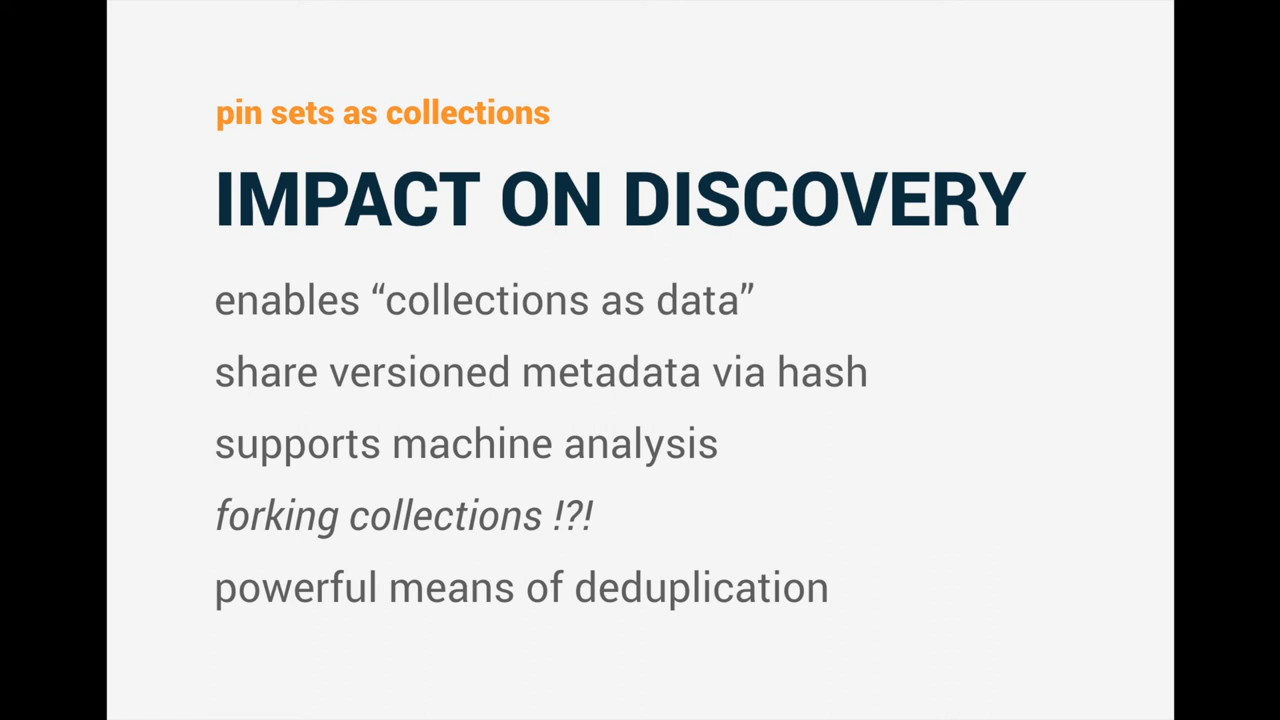 pin sets as collections
IMPACT ON DISCOVERY
enables “collections as data”
share versioned metadata via hash
supports machine analysis
forking collections !?!
powerful means of deduplication